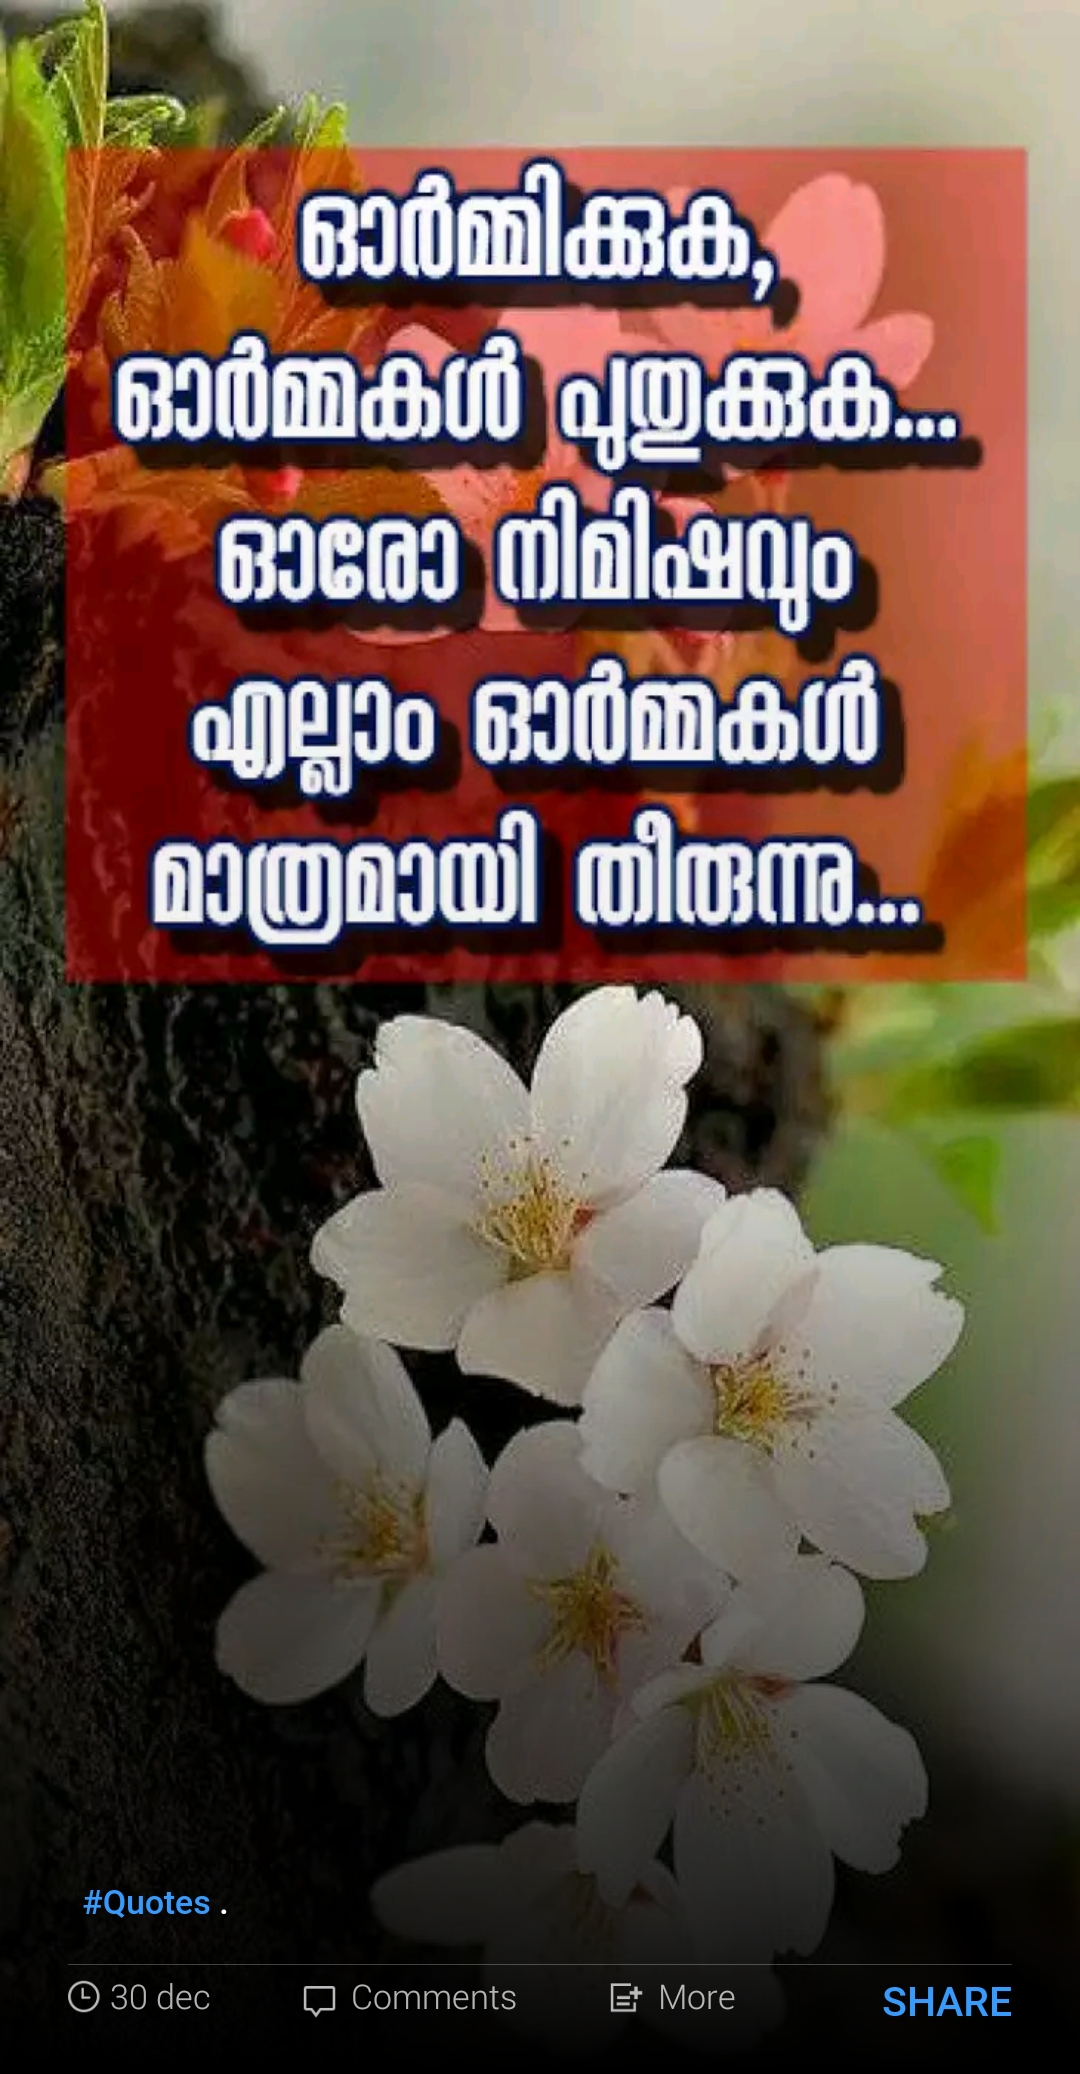 ഓർമ്മിക്കുക,
ഓർമ്മകൾ പുതുക്കുക...
ഓരോ നിമിഷവും
എല്ലാം ഓർമ്മകൾ
മാത്രമായി തീരുന്നു...
#Quotes .
30 dec Comments More SHARE